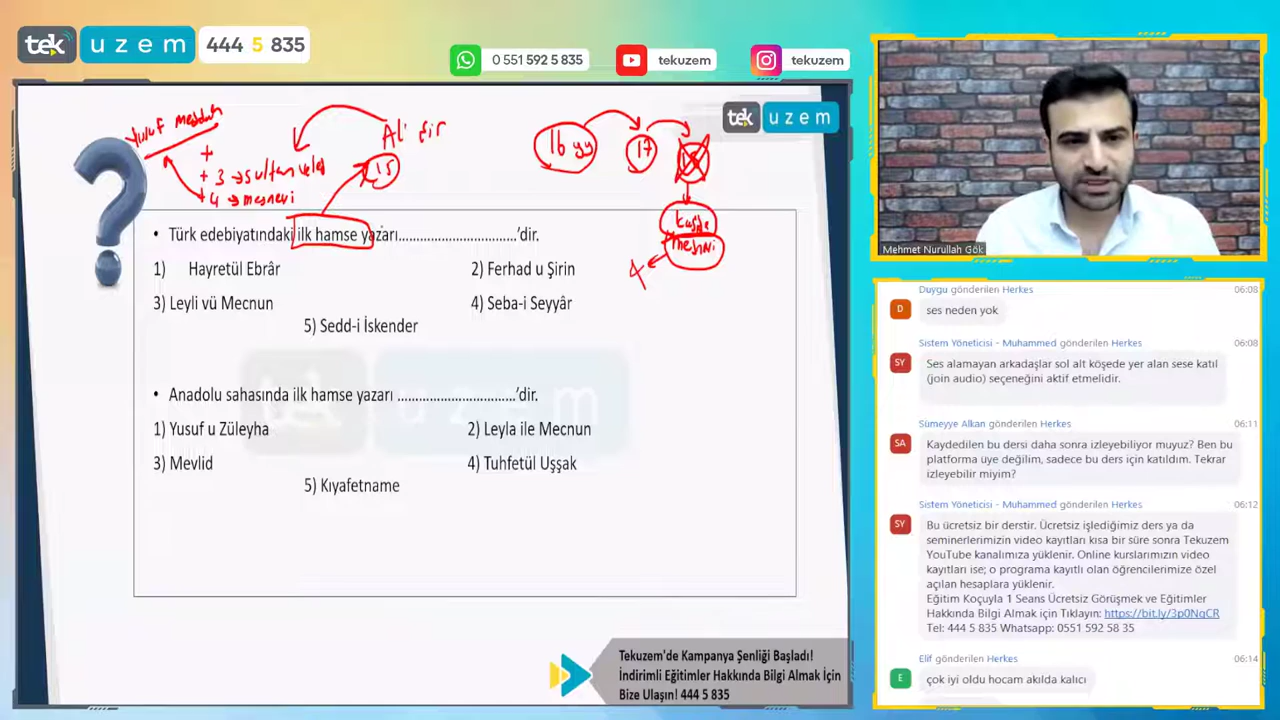 tek uzem 444 5 835
0 551 592 5 835
tekuzem
tekuzem
tek uzem
Yusuf meddah
+
+ 3 → sultan veled
+ 4 → mesnevi
Ali şir
15
16 yy
17
4
Türk edebiyatındaki ilk hamse yazarı................................'dir.
1) Hayretül Ebrâr
2) Ferhad u Şirin
3) Leyli vü Mecnun
4) Seba-i Seyyâr
5) Sedd-i İskender
Anadolu sahasında ilk hamse yazarı ................................'dir.
1) Yusuf u Züleyha
2) Leyla ile Mecnun
3) Mevlid
4) Tuhfetül Uşşak
5) Kıyafetname
Tekuzem'de Kampanya Şenliği Başladı!
İndirimli Eğitimler Hakkında Bilgi Almak İçin
Bize Ulaşın! 444 5 835
Mehmet Nurullah Gök
Duygu gönderilen Herkes 06:08
D
ses neden yok
Sistem Yöneticisi - Muhammed gönderilen Herkes 06:08
SY
Ses alamayan arkadaşlar sol alt köşede yer alan sese katıl
(join audio) seçeneğini aktif etmelidir.
Sümeyye Alkan gönderilen Herkes 06:11
SA
Kaydedilen bu dersi daha sonra izleyebiliyor muyuz? Ben bu
platforma üye değilim, sadece bu ders için katıldım. Tekrar
izleyebilir miyim?
Sistem Yöneticisi - Muhammed gönderilen Herkes 06:12
SY
Bu ücretsiz bir derstir. Ücretsiz işlediğimiz ders ya da
seminerlerimizin video kayıtları kısa bir süre sonra Tekuzem
YouTube kanalımıza yüklenir. Online kurslarımızın video
kayıtları ise; o programa kayıtlı olan öğrencilerimize özel
açılan hesaplara yüklenir.
Eğitim Koçuyla 1 Seans Ücretsiz Görüşmek ve Eğitimler
Hakkında Bilgi Almak için Tıklayın: https://bit.ly/3p0NqCR
Tel: 444 5 835 Whatsapp: 0551 592 58 35
Elif gönderilen Herkes 06:14
E
çok iyi oldu hocam akılda kalıcı